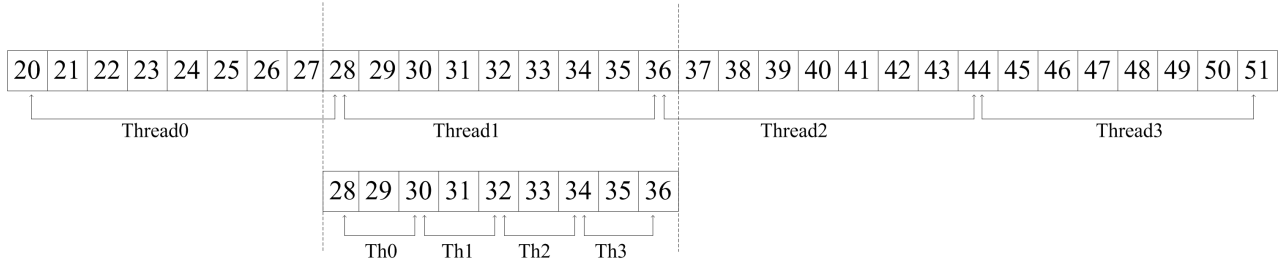 20 21 22 23 24 25 26 27 28 29 30 31 32 33 34 35 36 37 38 39 40 41 42 43 44 45 46 47 48 49 50 51
Thread0 Thread1 Thread2 Thread3
28 29 30 31 32 33 34 35 36
Th0 Th1 Th2 Th3